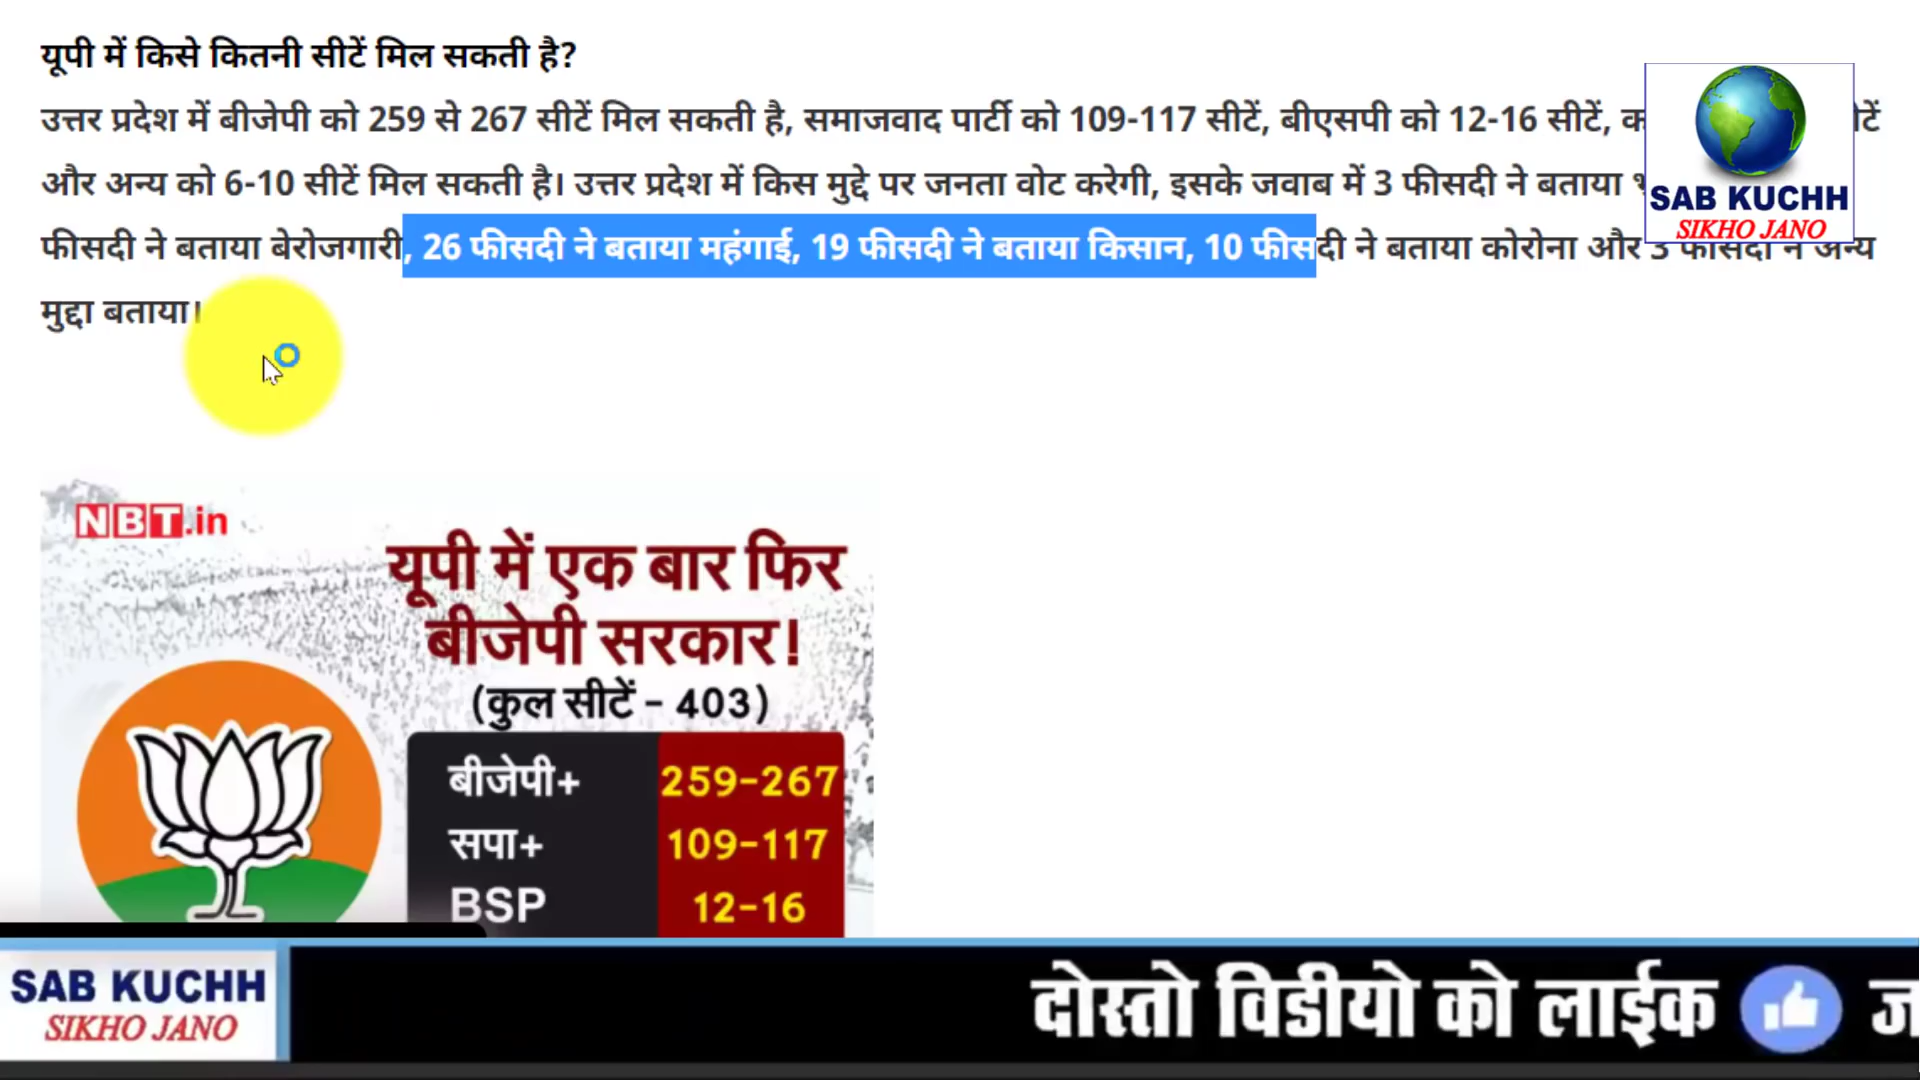 यूपी में किसे कितनी सीटें मिल सकती है?
उत्तर प्रदेश में बीजेपी को 259 से 267 सीटें मिल सकती है, समाजवाद पार्टी को 109-117 सीटें, बीएसपी को 12-16 सीटें,
और अन्य को 6-10 सीटें मिल सकती है। उत्तर प्रदेश में किस मुद्दे पर जनता वोट करेगी, इसके जवाब में 3 फीसदी ने बताया
फीसदी ने बताया बेरोजगारी, 26 फीसदी ने बताया महंगाई, 19 फीसदी ने बताया किसान, 10 फीसदी ने बताया कोरोना और 3 फीसदी ने अन्य
मुद्दा बताया।
SAB KUCHH
SIKHO JANO
NBT.in
यूपी में एक बार फिर
बीजेपी सरकार!
(कुल सीटें - 403)
बीजेपी+ 259-267
सपा+ 109-117
BSP 12-16
SAB KUCHH
SIKHO JANO
दोस्तो विडीयो को लाईक